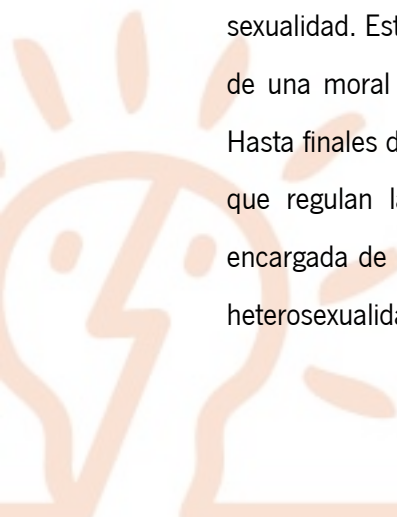 sexualidad. Est
de una moral
Hasta finales d
que regulan l
encargada de
heterosexualida